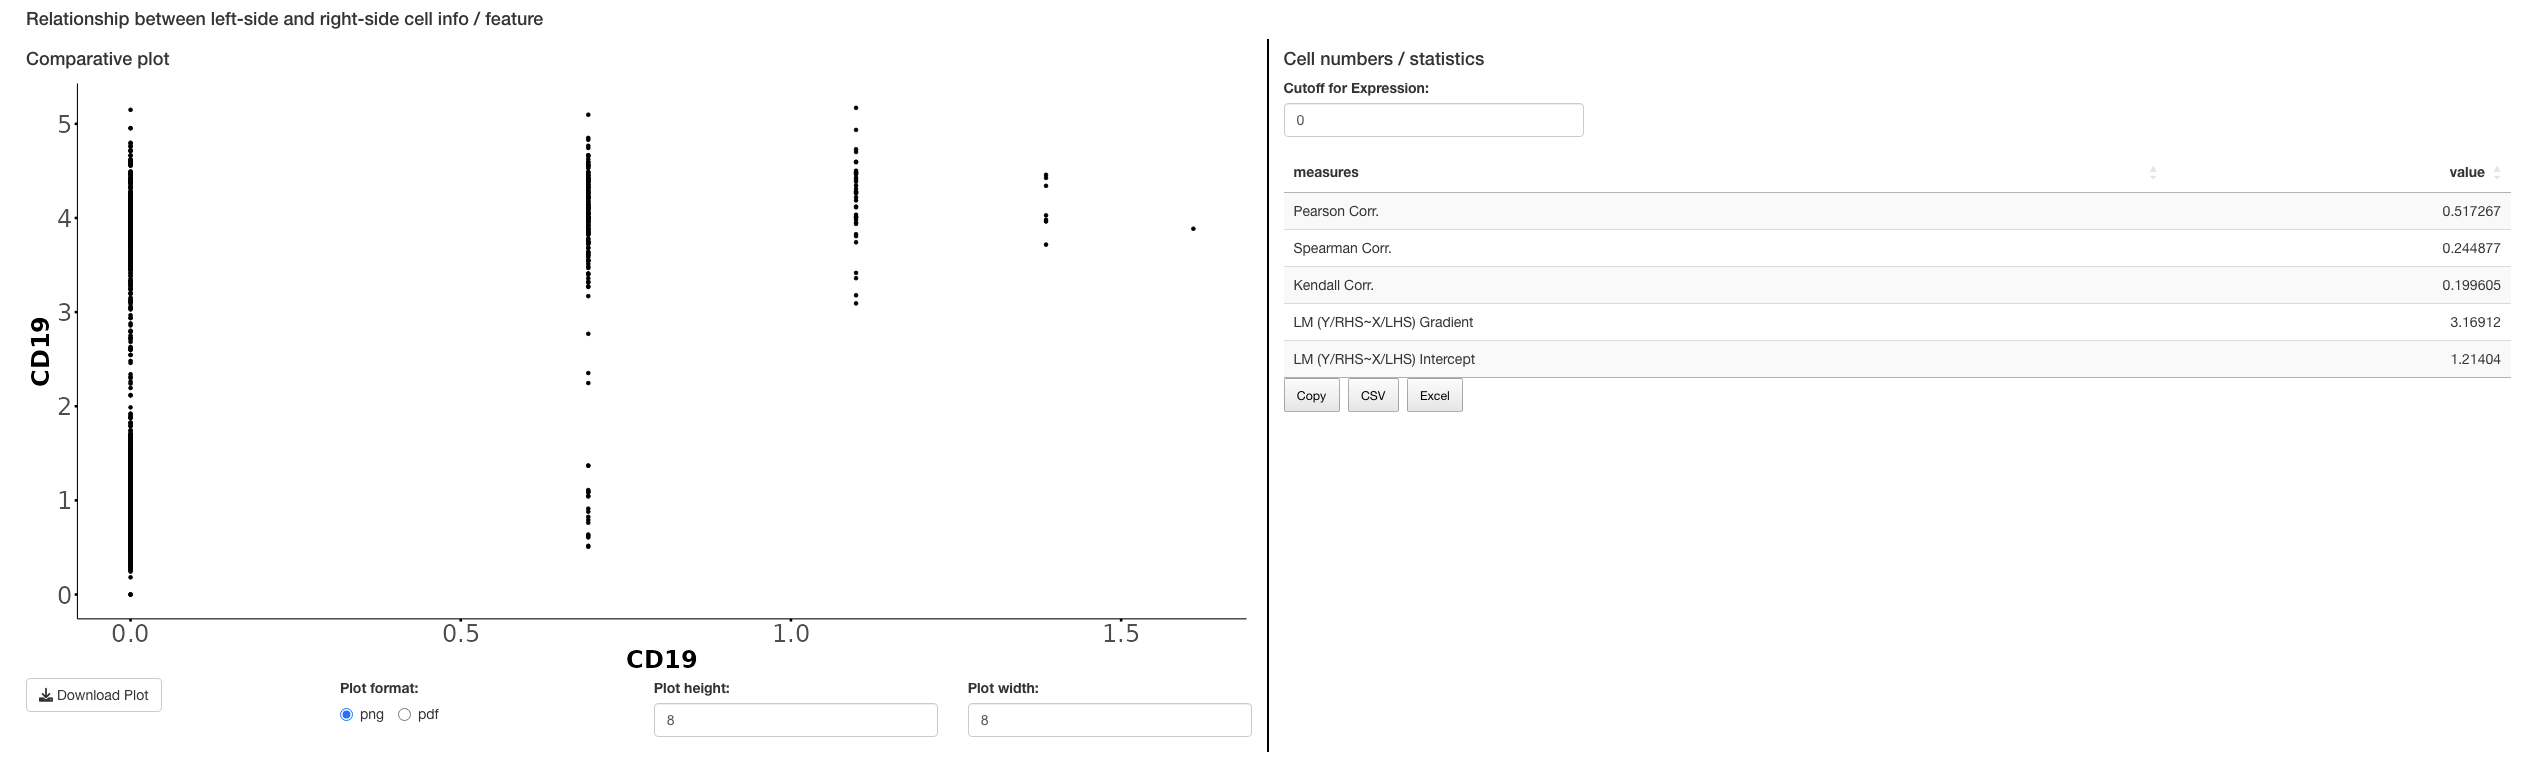 Relationship between left-side and right-side cell info / feature
Comparative plot
5
4
3
2
1
0
CD19
0.0 0.5 1.0 1.5
CD19
Download Plot
Plot format:
png pdf
Plot height:
8
Plot width:
8
Cell numbers / statistics
Cutoff for Expression:
0
measures value
Pearson Corr. 0.517267
Spearman Corr. 0.244877
Kendall Corr. 0.199605
LM (Y/RHS~X/LHS) Gradient 3.16912
LM (Y/RHS~X/LHS) Intercept 1.21404
Copy CSV Excel